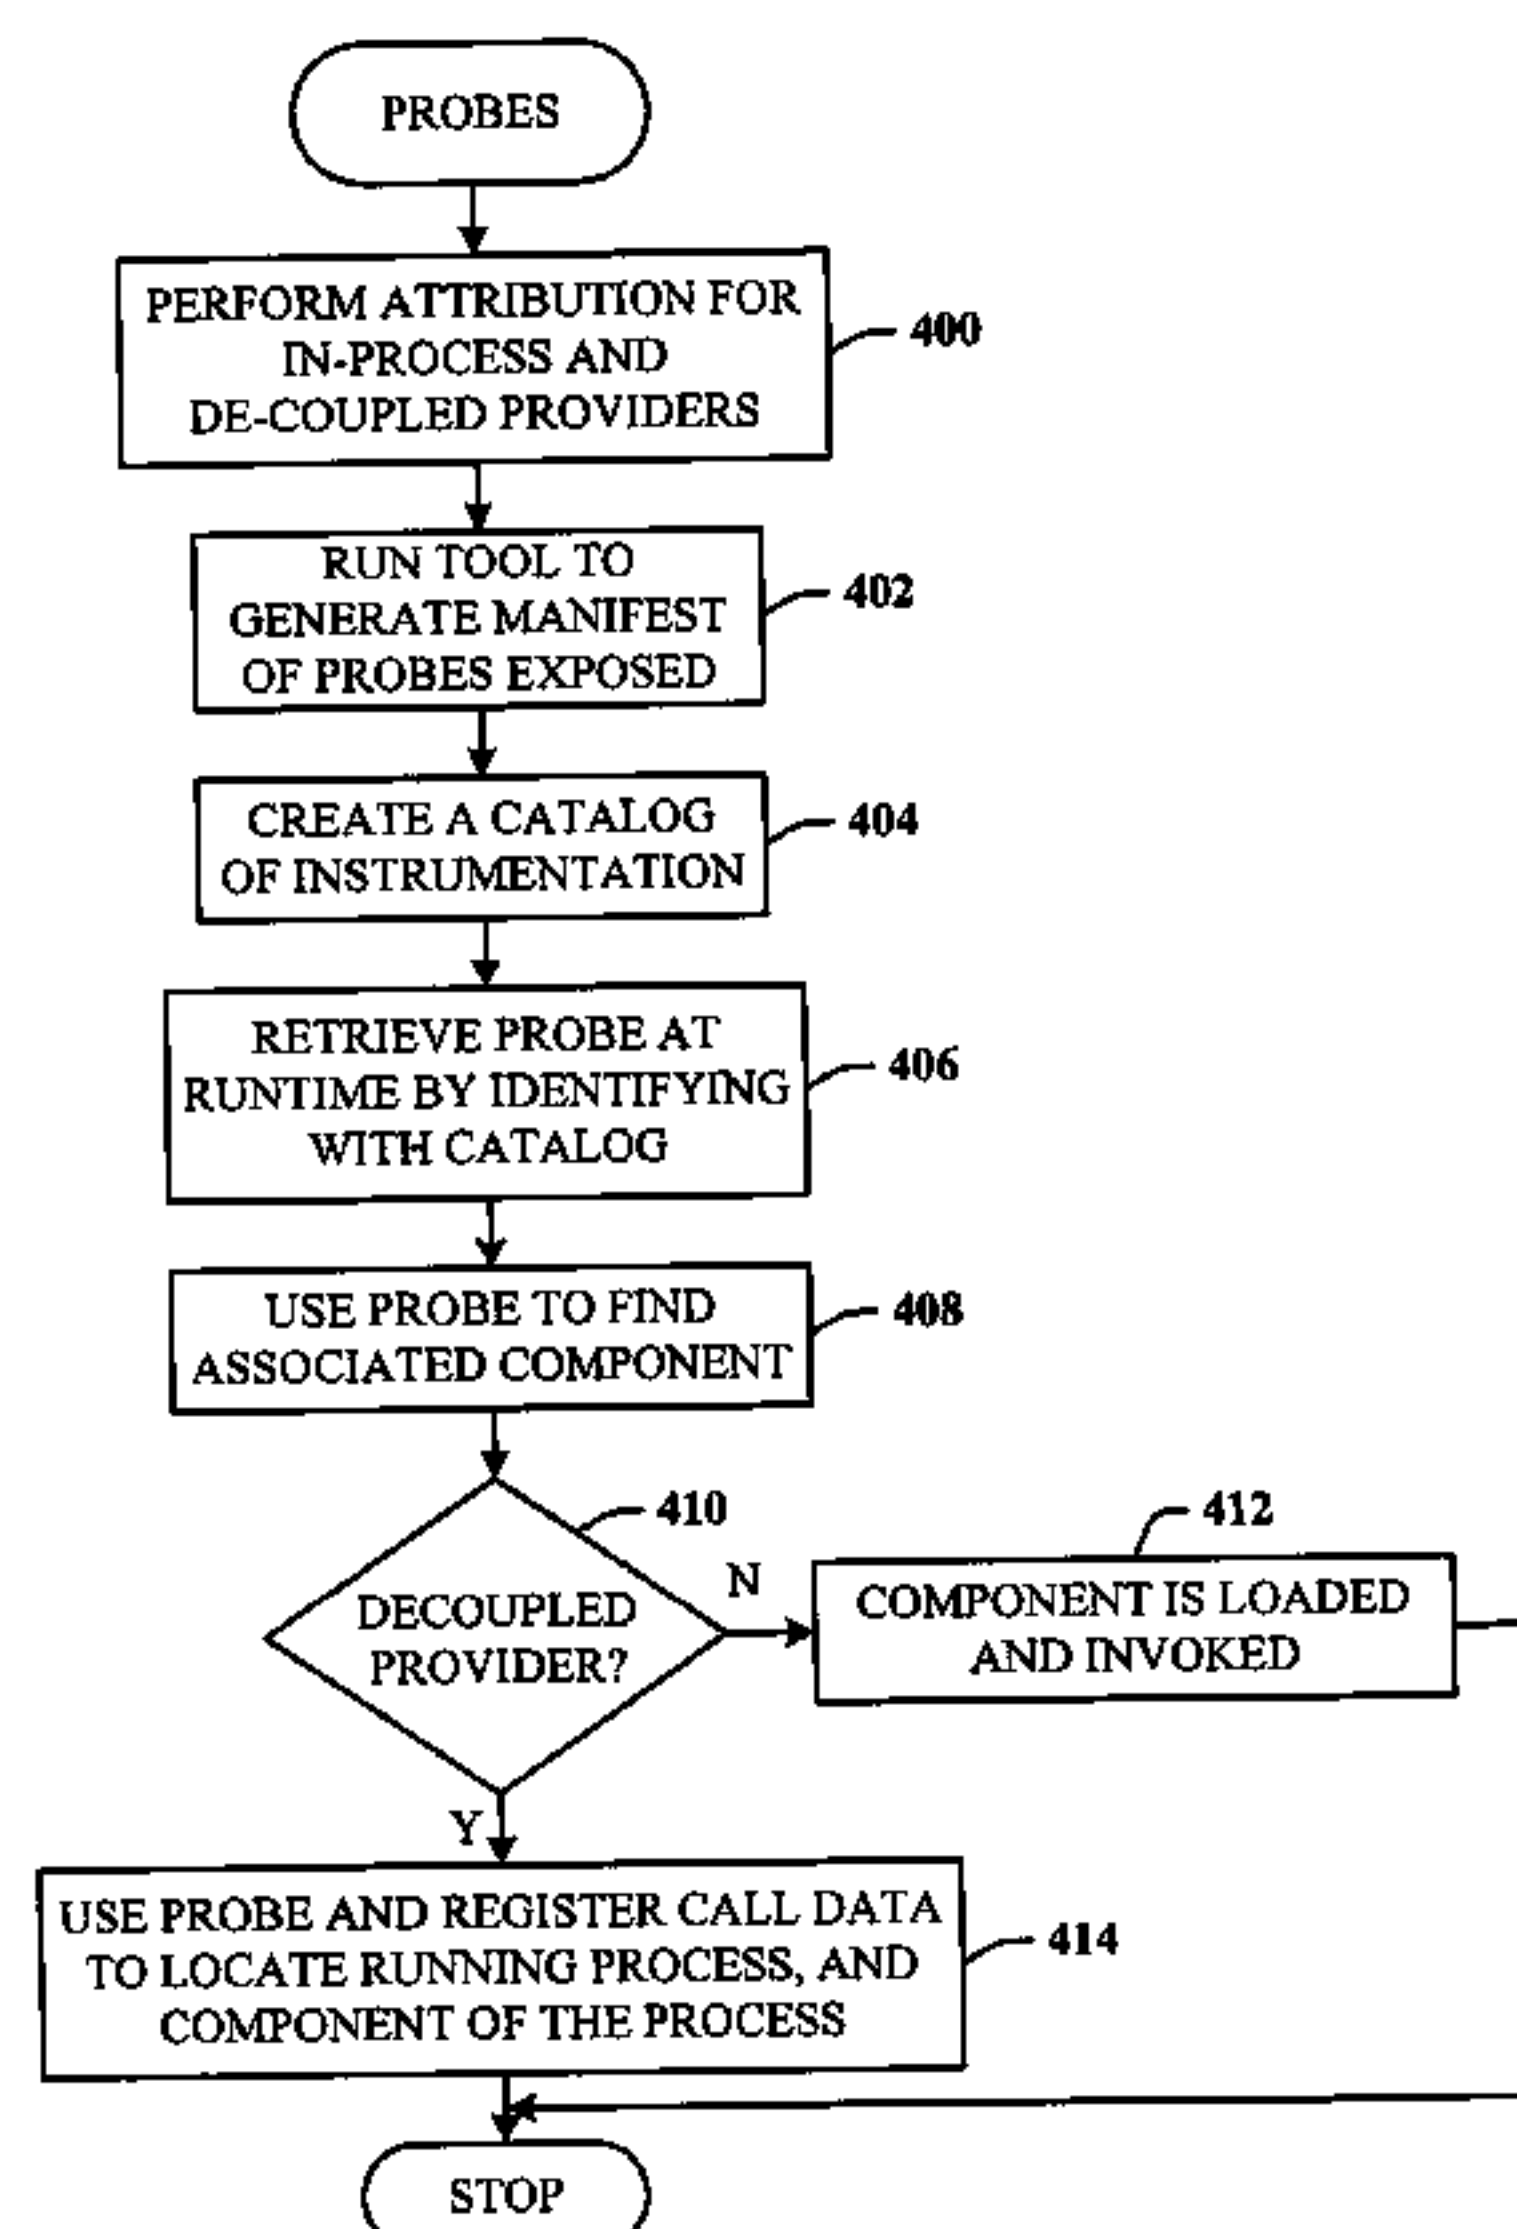 PROBES
PERFORM ATTRIBUTION FOR
IN-PROCESS AND
DE-COUPLED PROVIDERS
400
RUN TOOL TO
GENERATE MANIFEST
OF PROBES EXPOSED
402
CREATE A CATALOG
OF INSTRUMENTATION
404
RETRIEVE PROBE AT
RUNTIME BY IDENTIFYING
WITH CATALOG
406
USE PROBE TO FIND
ASSOCIATED COMPONENT
408
410
DECOUPLED
PROVIDER?
N
412
COMPONENT IS LOADED
AND INVOKED
Y
USE PROBE AND REGISTER CALL DATA
TO LOCATE RUNNING PROCESS, AND
COMPONENT OF THE PROCESS
414
STOP